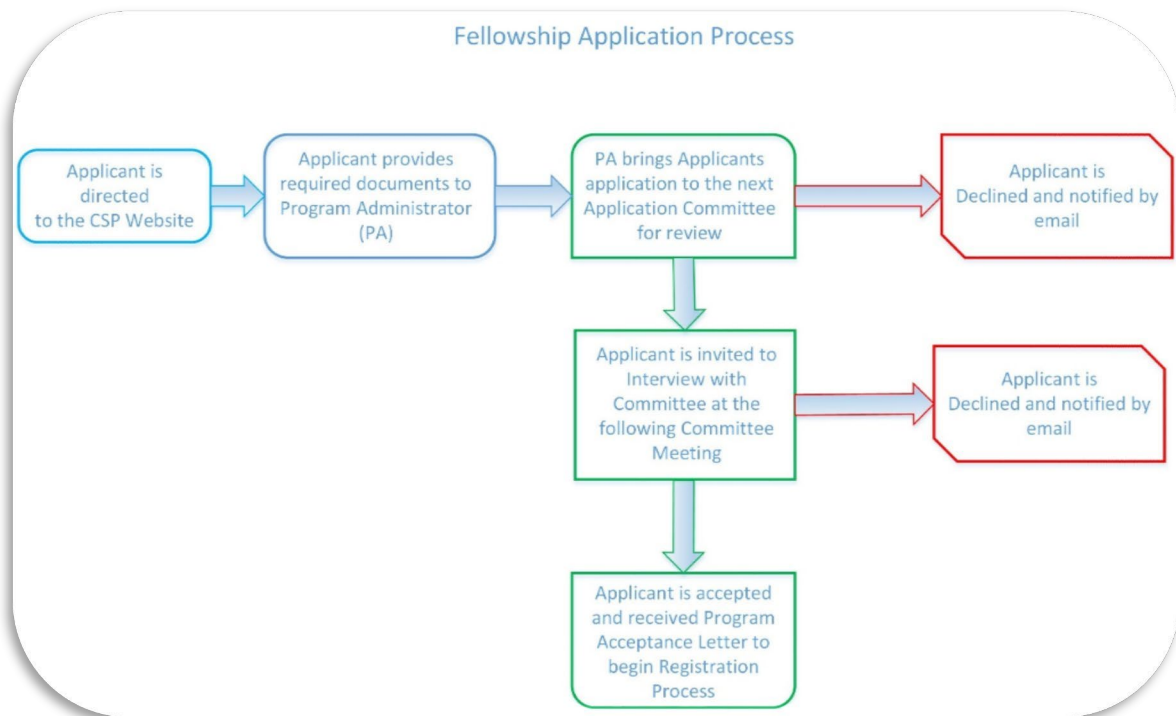 Fellowship Application Process
Applicant is
directed
to the CSP Website
Applicant provides
required documents to
Program Administrator
(PA)
PA brings Applicants
application to the next
Application Committee
for review
Applicant is
Declined and notified by
email
Applicant is invited to
Interview with
Committee at the
following Committee
Meeting
Applicant is
Declined and notified by
email
Applicant is accepted
and received Program
Acceptance Letter to
begin Registration
Process